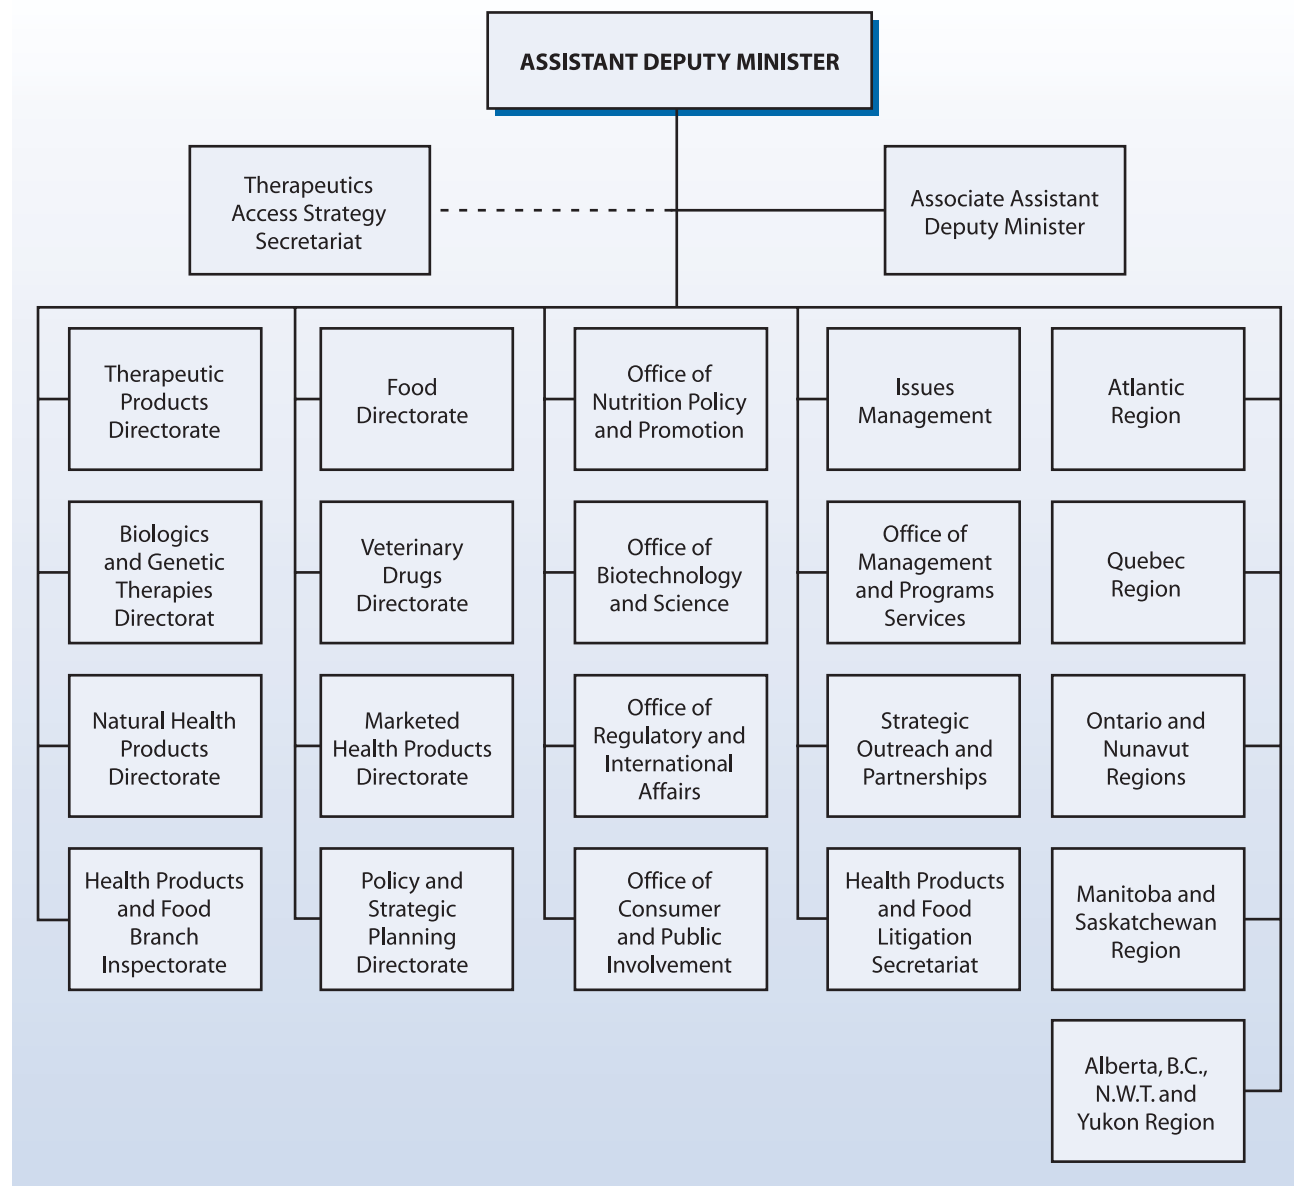 ASSISTANT DEPUTY MINISTER
Therapeutics
Access Strategy
Secretariat
Associate Assistant
Deputy Minister
Therapeutic
Products
Directorate
Food
Directorate
Office of
Nutrition Policy
and Promotion
Issues
Management
Atlantic
Region
Biologics
and Genetic
Therapies
Directorat
Veterinary
Drugs
Directorate
Office of
Biotechnology
and Science
Office of
Management
and Programs
Services
Quebec
Region
Natural Health
Products
Directorate
Marketed
Health Products
Directorate
Office of
Regulatory and
International
Affairs
Strategic
Outreach and
Partnerships
Ontario and
Nunavut
Regions
Health Products
and Food
Branch
Inspectorate
Policy and
Strategic
Planning
Directorate
Office of
Consumer
and Public
Involvement
Health Products
and Food
Litigation
Secretariat
Manitoba and
Saskatchewan
Region
Alberta, B.C.,
N.W.T. and
Yukon Region